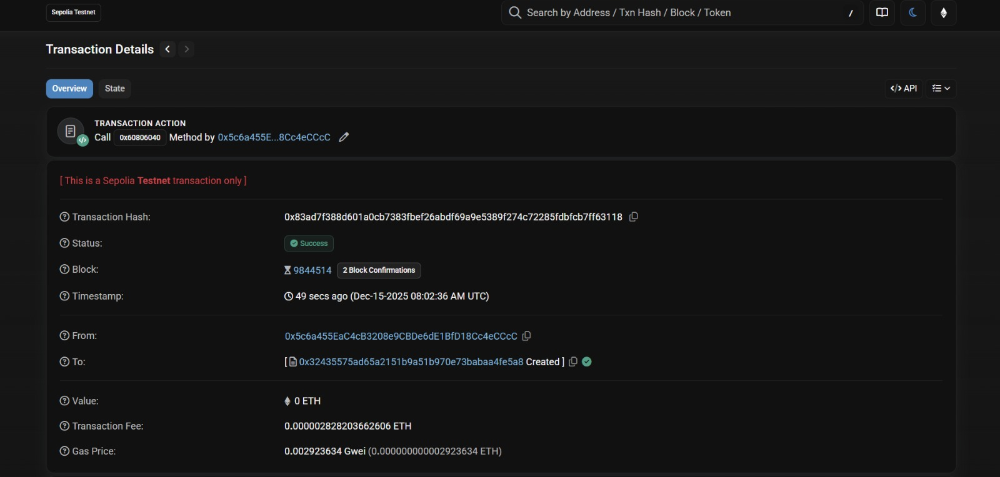 Sepolia Testnet
Search by Address / Txn Hash / Block / Token /
Transaction Details
Overview State
API
TRANSACTION ACTION
Call 0x60806040 Method by 0x5c6a455E...8Cc4eCCcC
[ This is a Sepolia Testnet transaction only ]
Transaction Hash: 0x83ad7f388d601a0cb7383fbef26abdf69a9e5389f274c72285fdbfcb7ff63118
Status: Success
Block: 9844514 2 Block Confirmations
Timestamp: 49 secs ago (Dec-15-2025 08:02:36 AM UTC)
From: 0x5c6a455EaC4cB3208e9CBDe6dE1BfD18Cc4eCCcC
To: [ 0x32435575ad65a2151b9a51b970e73babaa4fe5a8 Created ]
Value: 0 ETH
Transaction Fee: 0.000002828203662606 ETH
Gas Price: 0.002923634 Gwei (0.000000000002923634 ETH)